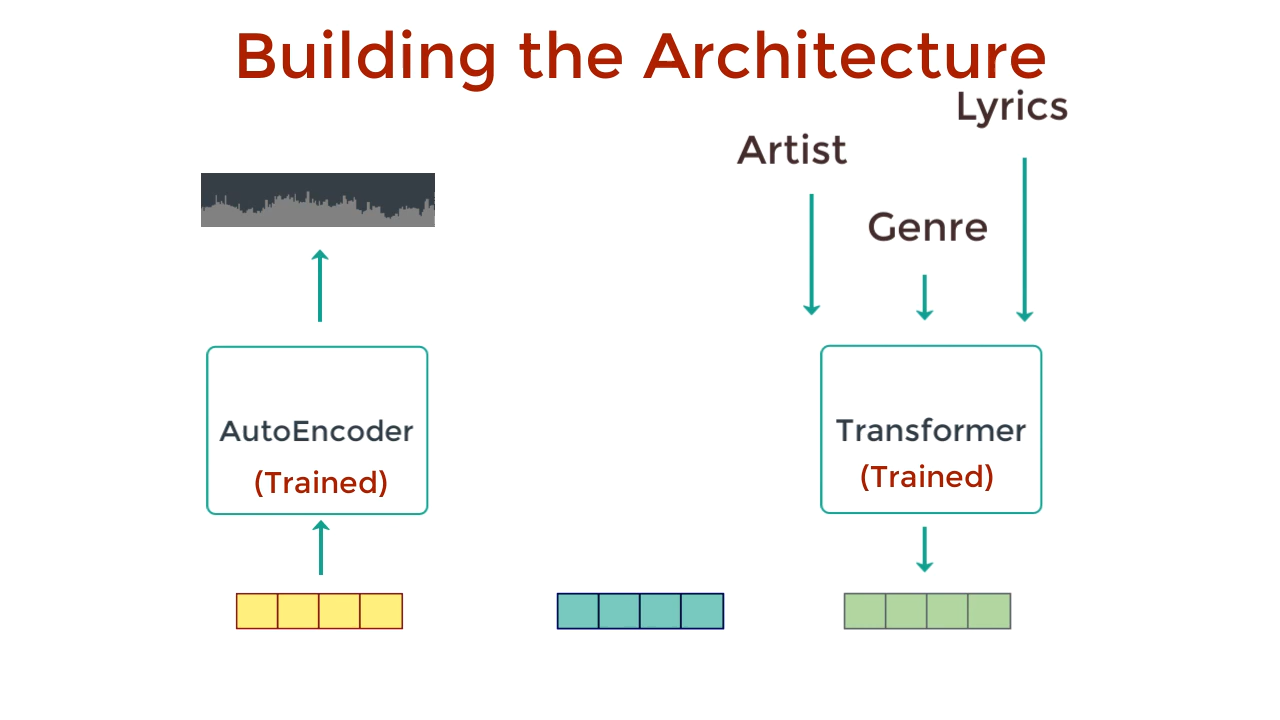 Building the Architecture
Lyrics
Artist
Genre
AutoEncoder
(Trained)
Transformer
(Trained)